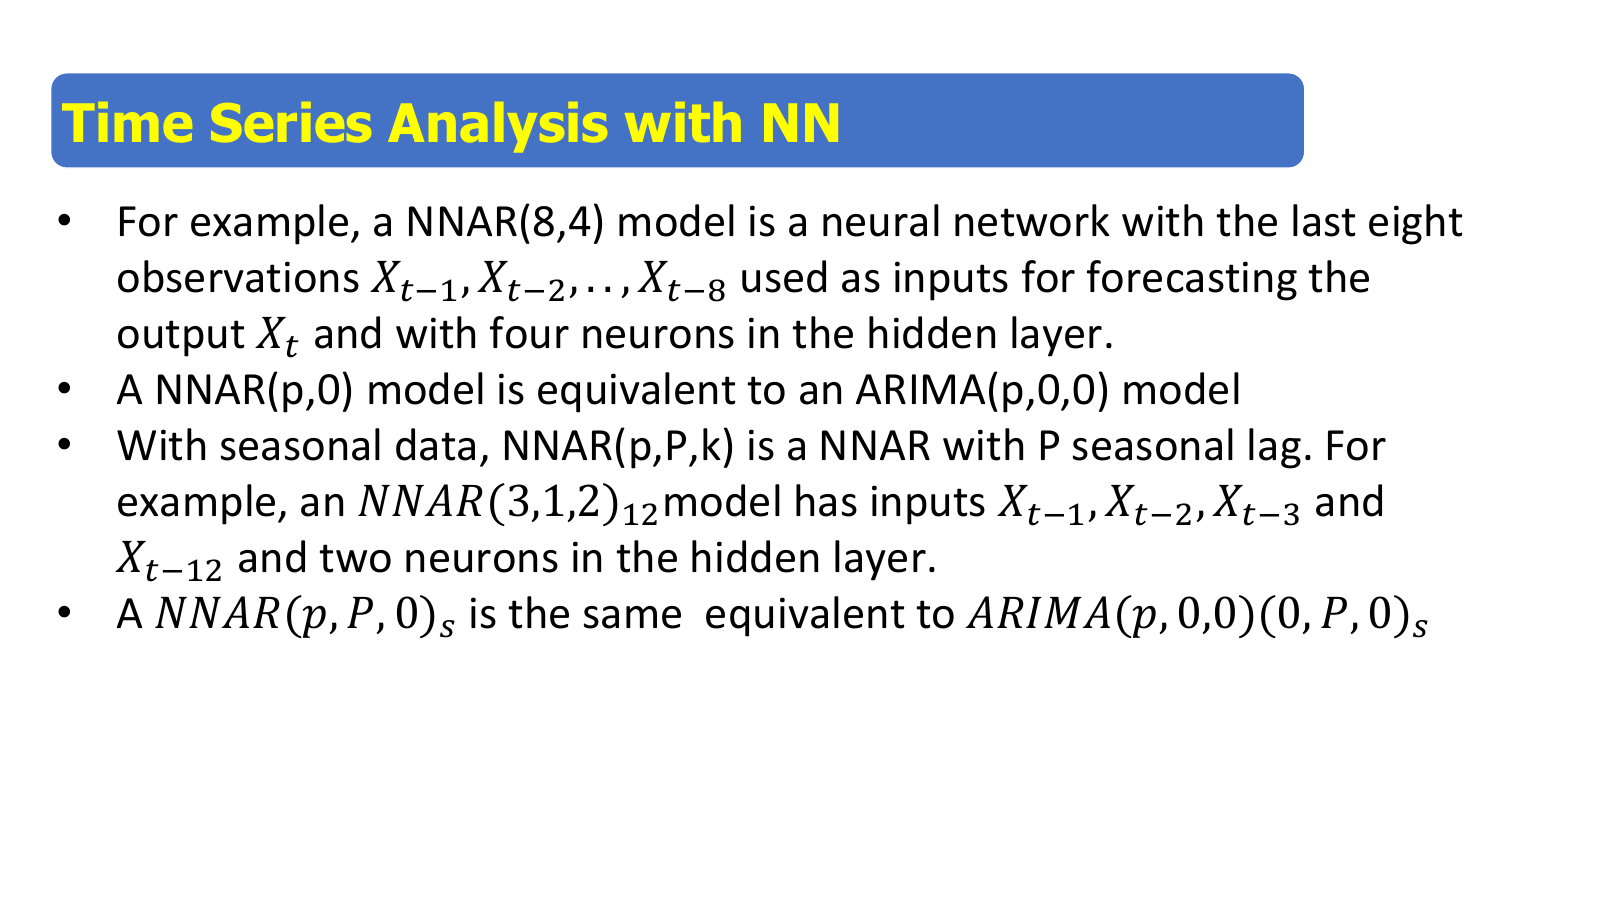 Time Series Analysis with NN
• For example, a NNAR(8,4) model is a neural network with the last eight
observations $X_{t-1}, X_{t-2}, .., X_{t-8}$ used as inputs for forecasting the
output $X_t$ and with four neurons in the hidden layer.
• A NNAR(p,0) model is equivalent to an ARIMA(p,0,0) model
• With seasonal data, NNAR(p,P,k) is a NNAR with P seasonal lag. For
example, an $NNAR(3,1,2)_{12}$model has inputs $X_{t-1}, X_{t-2}, X_{t-3}$ and
$X_{t-12}$ and two neurons in the hidden layer.
• A $NNAR(p, P, 0)_s$ is the same  equivalent to $ARIMA(p, 0,0)(0, P, 0)_s$